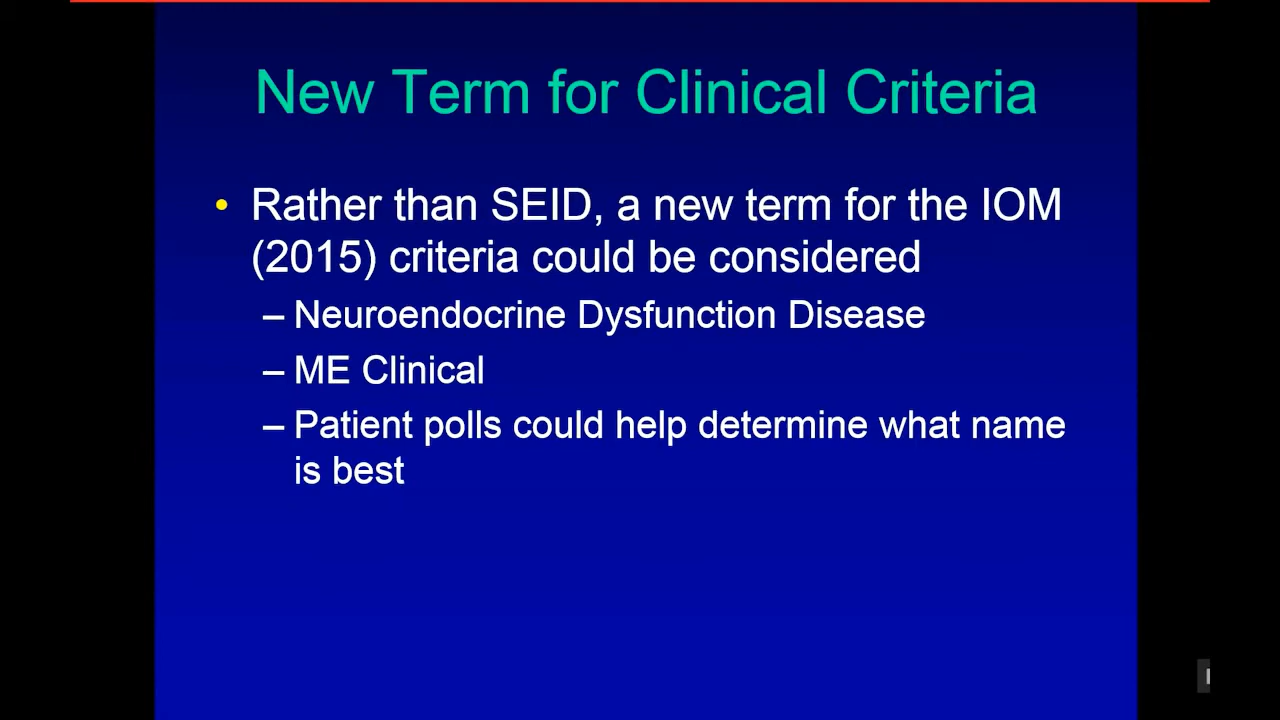 New Term for Clinical Criteria
• Rather than SEID, a new term for the IOM
(2015) criteria could be considered
– Neuroendocrine Dysfunction Disease
– ME Clinical
– Patient polls could help determine what name
is best